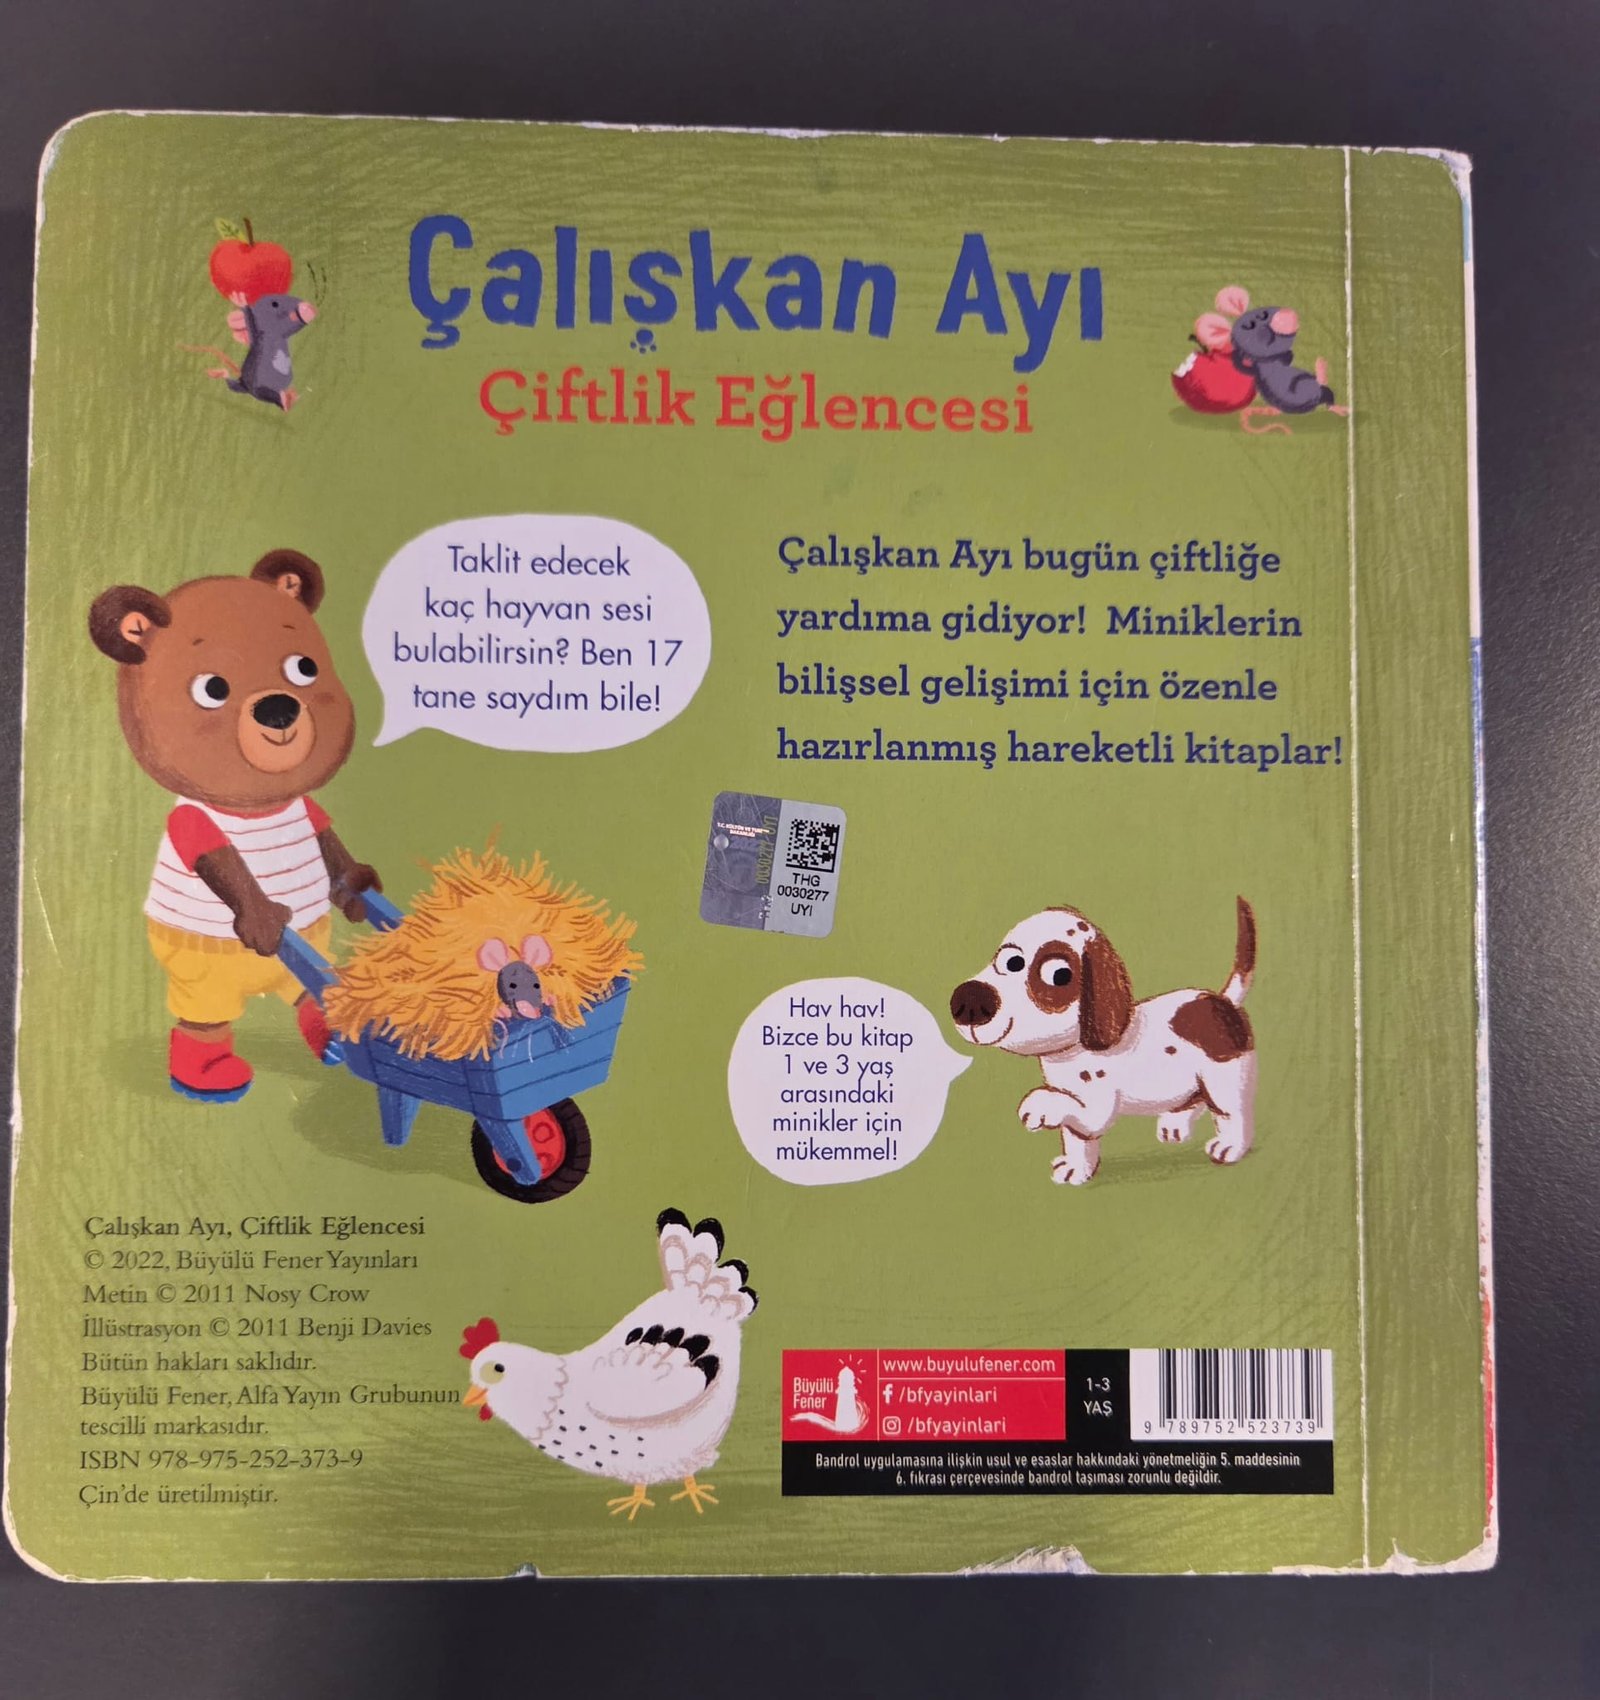 Çalışkan Ayı
Çiftlik Eğlencesi
Taklit edecek
kaç hayvan sesi
bulabilirsin? Ben 17
tane saydım bile!
Çalışkan Ayı bugün çiftliğe
yardıma gidiyor! Miniklerin
bilişsel gelişimi için özenle
hazırlanmış hareketli kitaplar!
THG
0030277
UYI
Hav hav!
Bizce bu kitap
1 ve 3 yaş
arasındaki
minikler için
mükemmel!
Çalışkan Ayı, Çiftlik Eğlencesi
© 2022, Büyülü Fener Yayınları
Metin © 2011 Nosy Crow
İllüstrasyon © 2011 Benji Davies
Bütün hakları saklıdır.
Büyülü Fener, Alfa Yayın Grubunun
tescilli markasıdır.
ISBN 978-975-252-373-9
Çin'de üretilmiştir.
Büyülü
Fener
www.buyulufener.com
/bfyayinlari
/bfyayinlari
1-3
YAŞ
9 789752 523739
Bandrol uygulamasına ilişkin usul ve esaslar hakkındaki yönetmeliğin 5. maddesinin
6. fıkrası çerçevesinde bandrol taşıması zorunlu değildir.